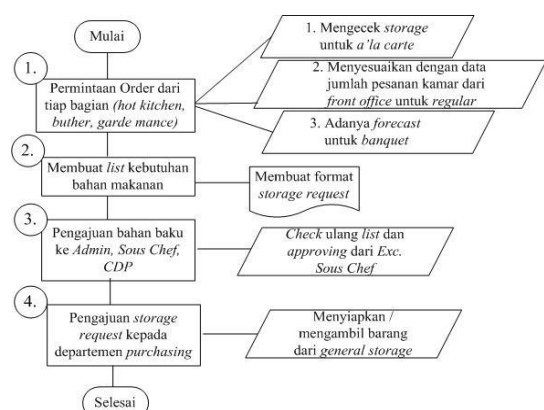 Mulai
1.
Permintaan Order dari
tiap bagian (hot kitchen,
buther, garde mance)
1. Mengecek storage
untuk a'la carte
2. Menyesuaikan dengan data
jumlah pesanan kamar dari
front office untuk regular
3. Adanya forecast
untuk banquet
2.
Membuat list kebutuhan
bahan makanan
Membuat format
storage request
3.
Pengajuan bahan baku
ke Admin, Sous Chef,
CDP
Check ulang list dan
approving dari Exc.
Sous Chef
4.
Pengajuan storage
request kepada
departemen purchasing
Menyiapkan /
mengambil barang
dari general storage
Selesai